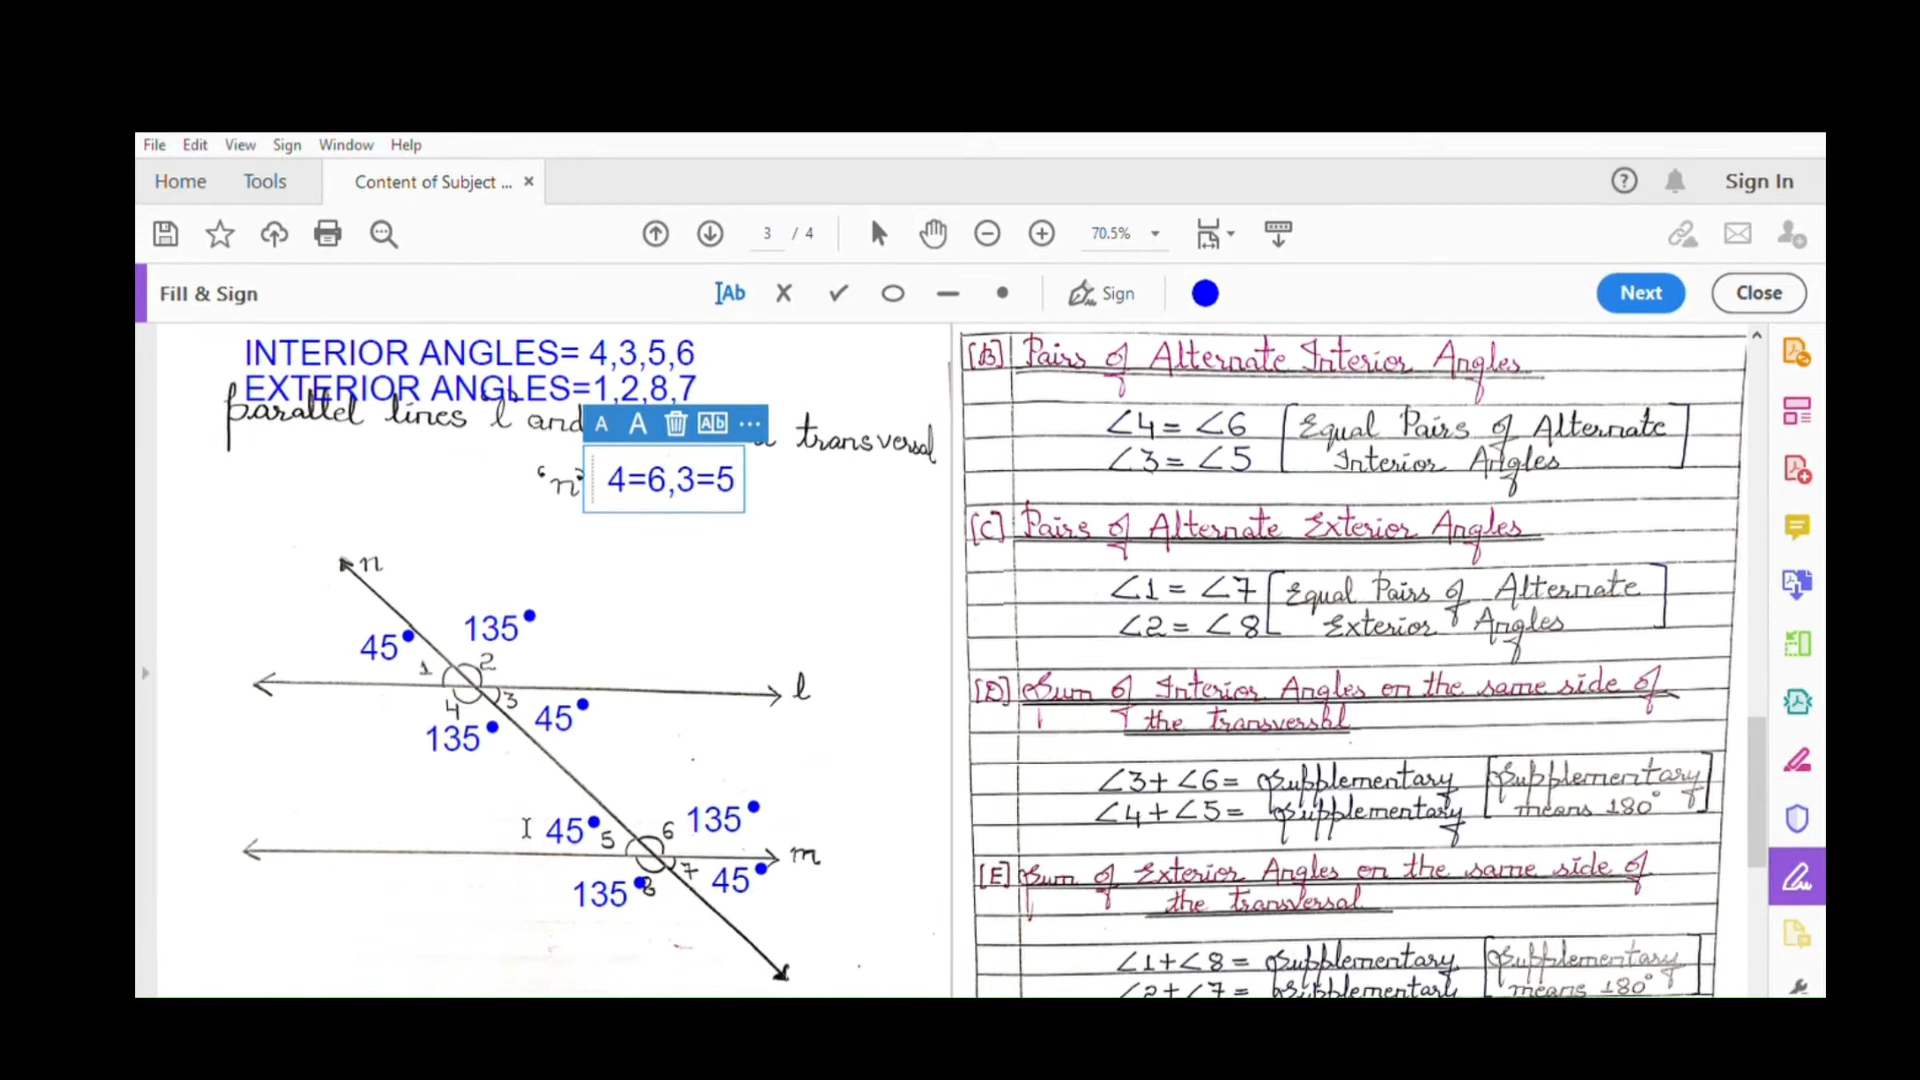 File Edit View Sign Window Help
Home Tools Content of Subject ... × Sign In
3 / 4 70.5%
Fill & Sign IAb Sign Next Close
INTERIOR ANGLES= 4,3,5,6
EXTERIOR ANGLES=1,2,8,7
parallel lines 'l' and transversal
A A Ab ...
'n' 4=6,3=5
n
45• 135•
1 2
l
4 3
135• 45•
45• 5 6 135•
m
135• 8 7 45•
[B] Pairs of Alternate Interior Angles
∠4 = ∠6 [Equal Pairs of Alternate
∠3 = ∠5 Interior Angles]
[C] Pairs of Alternate Exterior Angles
∠1 = ∠7 [Equal Pairs of Alternate
∠2 = ∠8 Exterior Angles]
[D] Sum of Interior Angles on the same side of
the transversal
∠3+ ∠6 = Supplementary [Supplementary
∠4+ ∠5 = Supplementary means 180°]
[E] Sum of Exterior Angles on the same side of
the transversal
∠1+∠8 = Supplementary [Supplementary
∠2+∠7 = Supplementary means 180°]